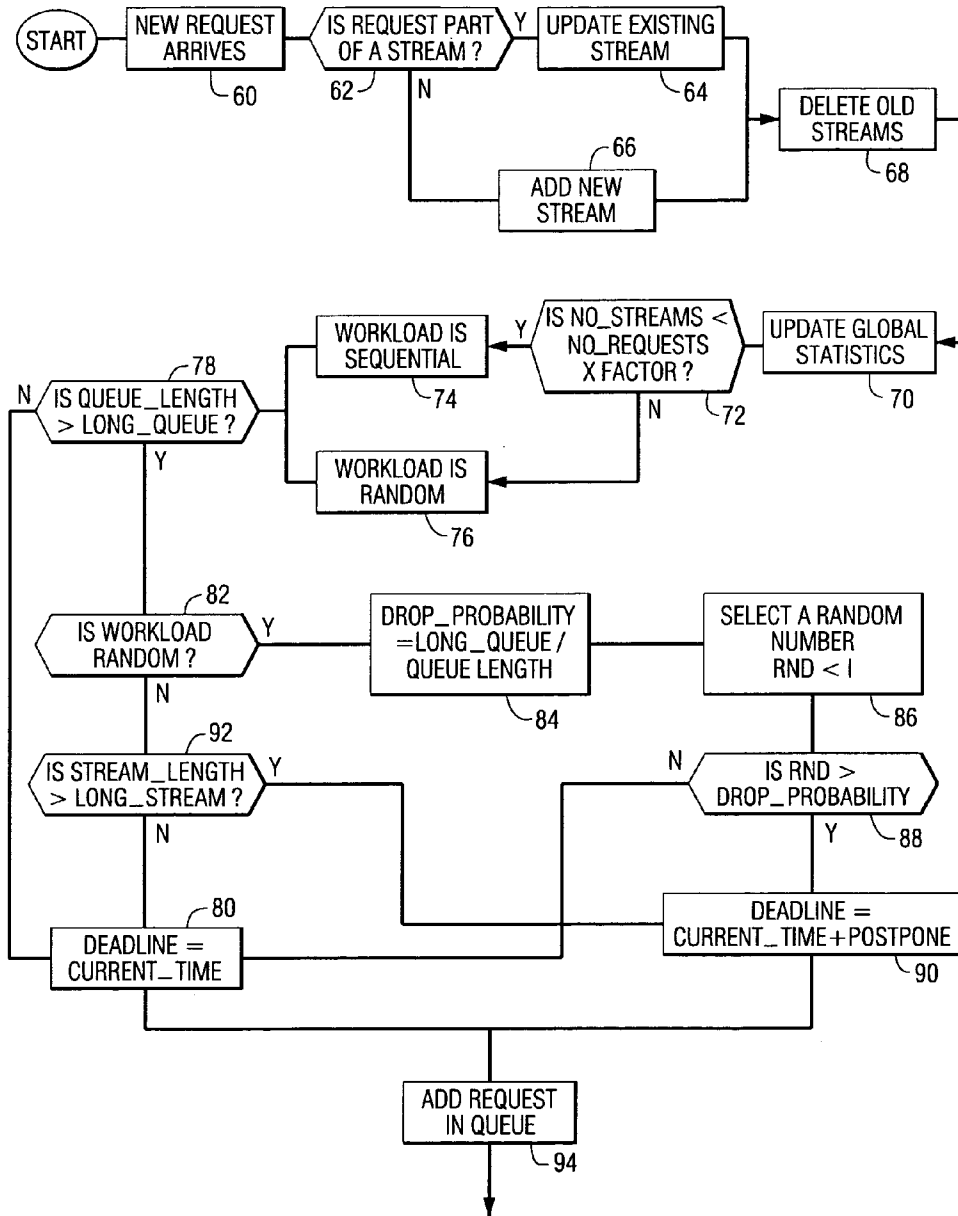 START
NEW REQUEST
ARRIVES
60
IS REQUEST PART
OF A STREAM ?
62
Y
N
UPDATE EXISTING
STREAM
64
66
ADD NEW
STREAM
DELETE OLD
STREAMS
68
UPDATE GLOBAL
STATISTICS
70
IS NO_STREAMS <
NO_REQUESTS
X FACTOR ?
72
Y
N
WORKLOAD IS
SEQUENTIAL
74
WORKLOAD IS
RANDOM
76
78
N
IS QUEUE_LENGTH
> LONG_QUEUE ?
Y
82
IS WORKLOAD
RANDOM ?
Y
N
DROP_PROBABILITY
=LONG_QUEUE /
QUEUE LENGTH
84
SELECT A RANDOM
NUMBER
RND < I
86
92
IS STREAM_LENGTH
> LONG_STREAM ?
Y
N
N
IS RND >
DROP_PROBABILITY
88
Y
80
DEADLINE =
CURRENT_TIME
DEADLINE =
CURRENT_TIME+POSTPONE
90
ADD REQUEST
IN QUEUE
94